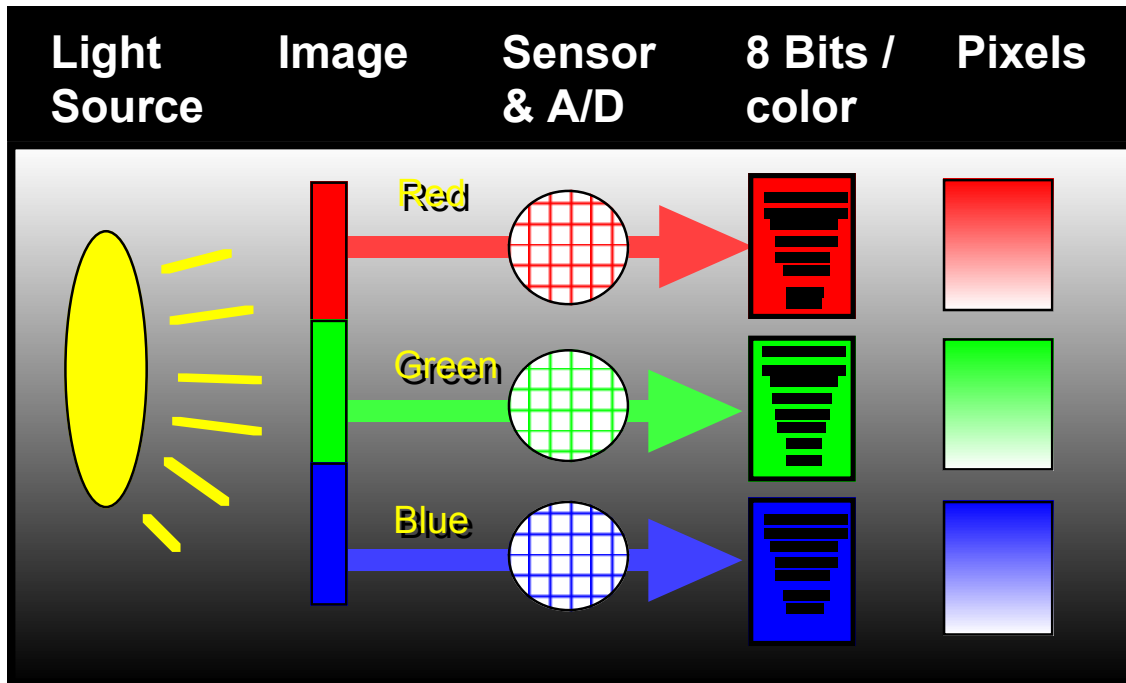 Light Source
Image
Sensor & A/D
8 Bits / color
Pixels
Red
Green
Blue